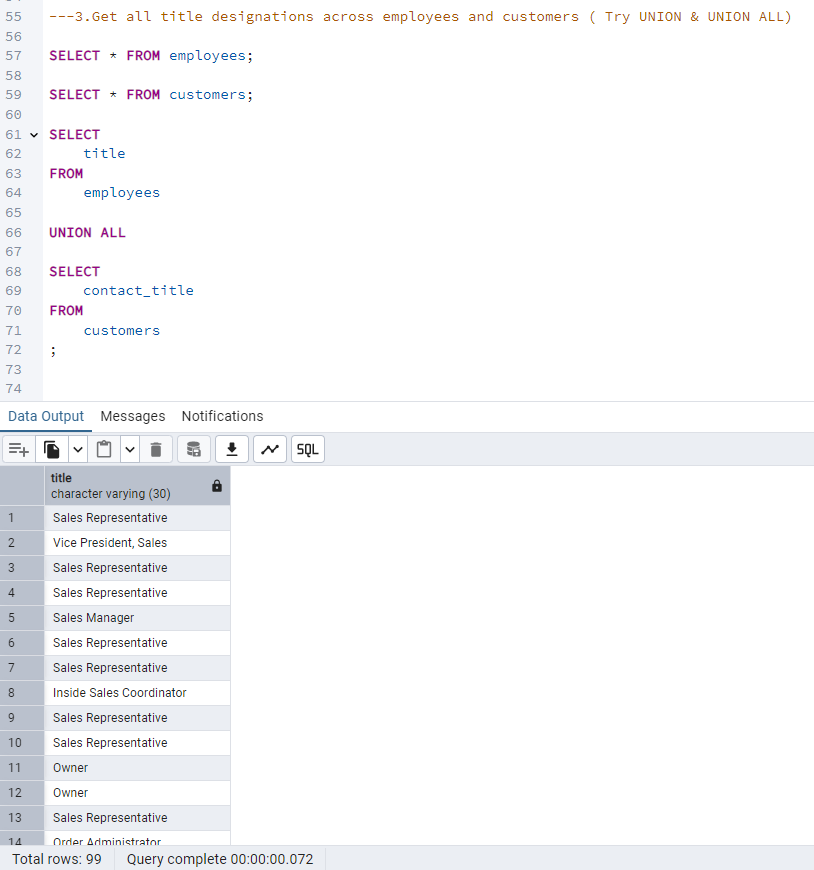 55 ---3.Get all title designations across employees and customers ( Try UNION & UNION ALL)
56
57 SELECT * FROM employees;
58
59 SELECT * FROM customers;
60
61 SELECT
62 title
63 FROM
64 employees
65
66 UNION ALL
67
68 SELECT
69 contact_title
70 FROM
71 customers
72 ;
73
74
Data Output Messages Notifications
SQL
title
character varying (30)
1 Sales Representative
2 Vice President, Sales
3 Sales Representative
4 Sales Representative
5 Sales Manager
6 Sales Representative
7 Sales Representative
8 Inside Sales Coordinator
9 Sales Representative
10 Sales Representative
11 Owner
12 Owner
13 Sales Representative
14 Order Administrator
Total rows: 99 Query complete 00:00:00.072